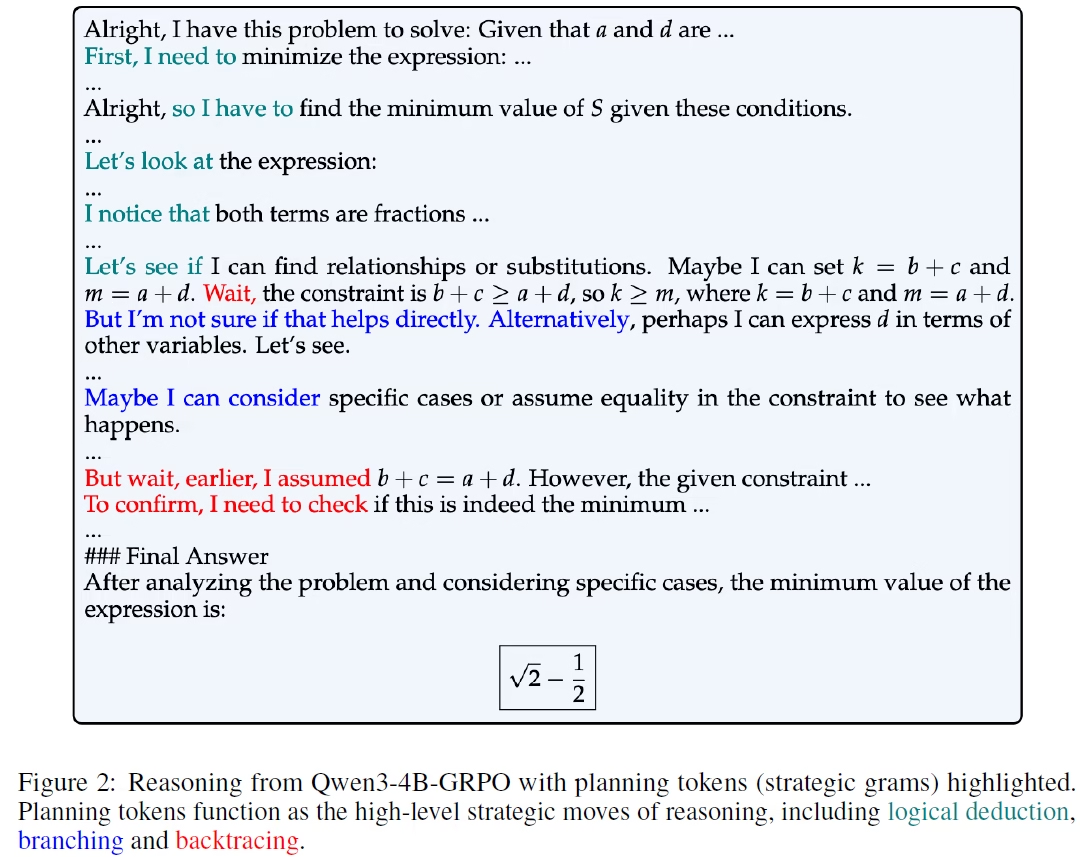 Alright, I have this problem to solve: Given that a and d are ...
First, I need to minimize the expression: ...
...
Alright, so I have to find the minimum value of S given these conditions.
...
Let's look at the expression:
...
I notice that both terms are fractions ...
...
Let's see if I can find relationships or substitutions. Maybe I can set k = b + c and
m = a + d. Wait, the constraint is b + c ≥ a + d, so k ≥ m, where k = b + c and m = a + d.
But I'm not sure if that helps directly. Alternatively, perhaps I can express d in terms of
other variables. Let's see.
...
Maybe I can consider specific cases or assume equality in the constraint to see what
happens.
...
But wait, earlier, I assumed b + c = a + d. However, the given constraint ...
To confirm, I need to check if this is indeed the minimum ...
...
### Final Answer
After analyzing the problem and considering specific cases, the minimum value of the
expression is:
√2 − 1/2
Figure 2: Reasoning from Qwen3-4B-GRPO with planning tokens (strategic grams) highlighted.
Planning tokens function as the high-level strategic moves of reasoning, including logical deduction,
branching and backtracing.